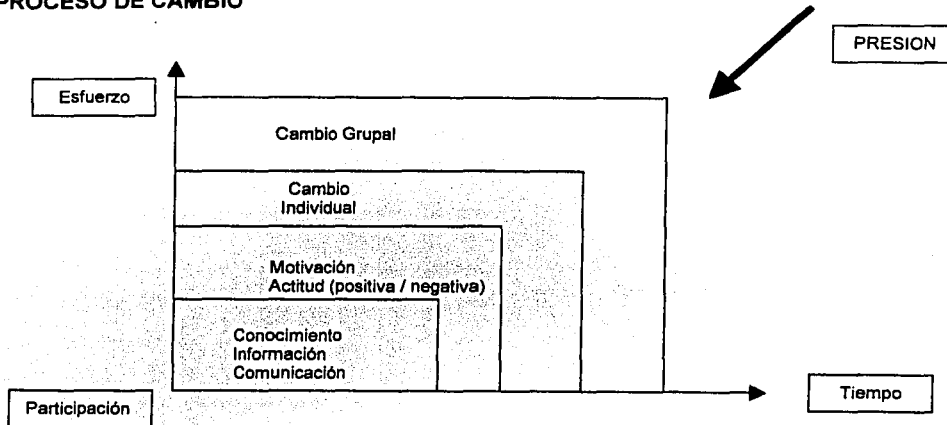 PROCESO DE CAMBIO
PRESION
Esfuerzo
Cambio Grupal
Cambio
Individual
Motivación
Actitud (positiva / negativa)
Conocimiento
Información
Comunicación
Participación
Tiempo